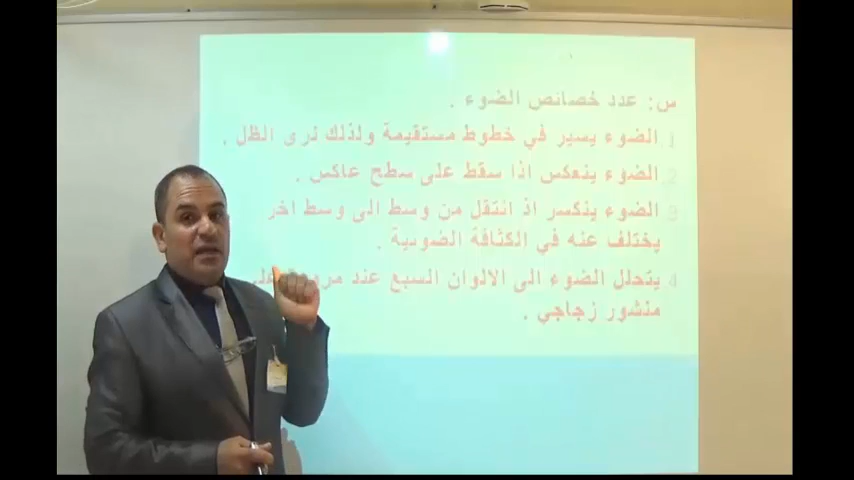 س: عدد خصائص الضوء .
1. الضوء يسير في خطوط مستقيمة ولذلك نرى الظل .
2. الضوء ينعكس اذا سقط على سطح عاكس .
3. الضوء ينكسر اذ انتقل من وسط الى وسط اخر
يختلف عنه في الكثافة الضوئية .
4. يتحلل الضوء الى الالوان السبع عند
منشور زجاجي .